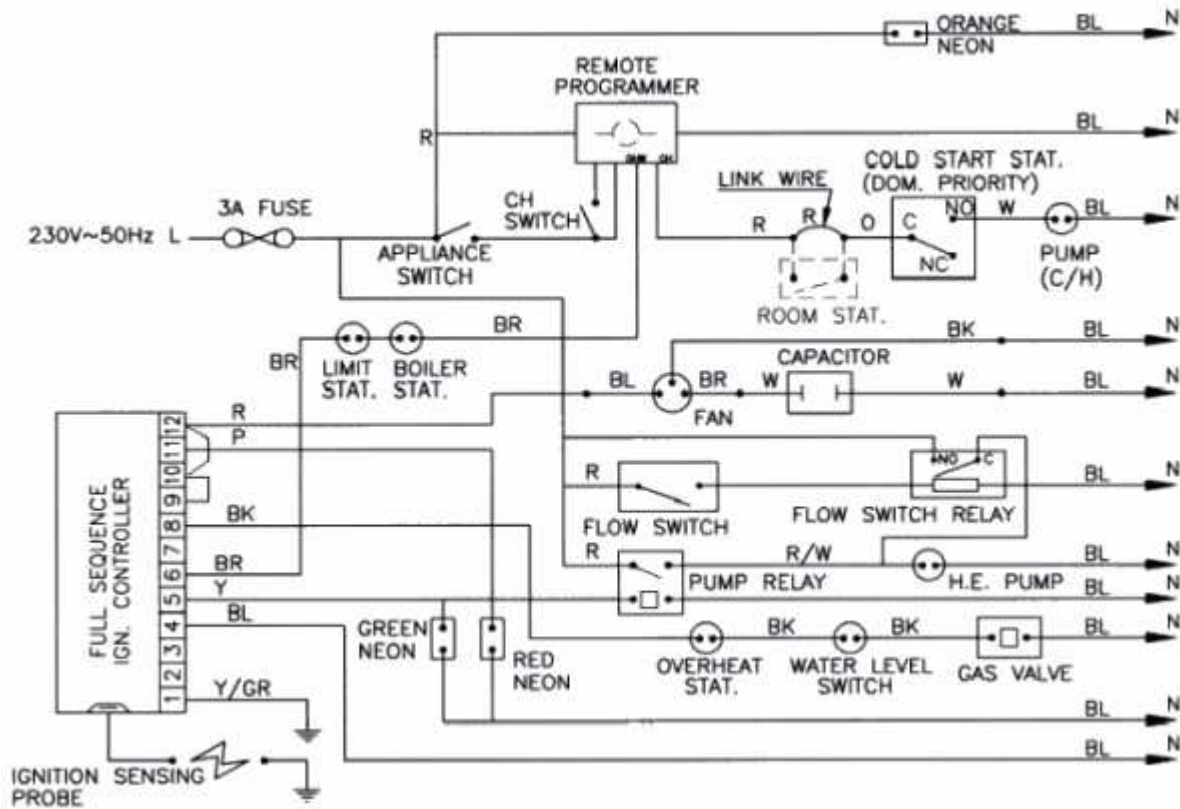 ORANGE NEON
BL
N
REMOTE PROGRAMMER
R
DHW
CH
BL
N
COLD START STAT.
(DOM. PRIORITY)
LINK WIRE
CH SWITCH
3A FUSE
230V~50Hz L
APPLIANCE SWITCH
R
R
O
C
NO
NC
W
BL
N
PUMP
(C/H)
ROOM STAT.
BR
BR
LIMIT STAT.
BOILER STAT.
BK
BL
N
CAPACITOR
BL
BR
W
W
BL
N
FAN
FULL SEQUENCE
IGN. CONTROLLER
12
11
10
9
8
7
6
5
4
3
2
1
R
P
BK
BR
Y
BL
Y/GR
R
NO
C
BL
N
FLOW SWITCH
FLOW SWITCH RELAY
R
R/W
BL
N
PUMP RELAY
H.E. PUMP
BL
N
GREEN NEON
RED NEON
BK
BK
BL
N
OVERHEAT STAT.
WATER LEVEL SWITCH
GAS VALVE
BL
N
BL
N
IGNITION SENSING
PROBE